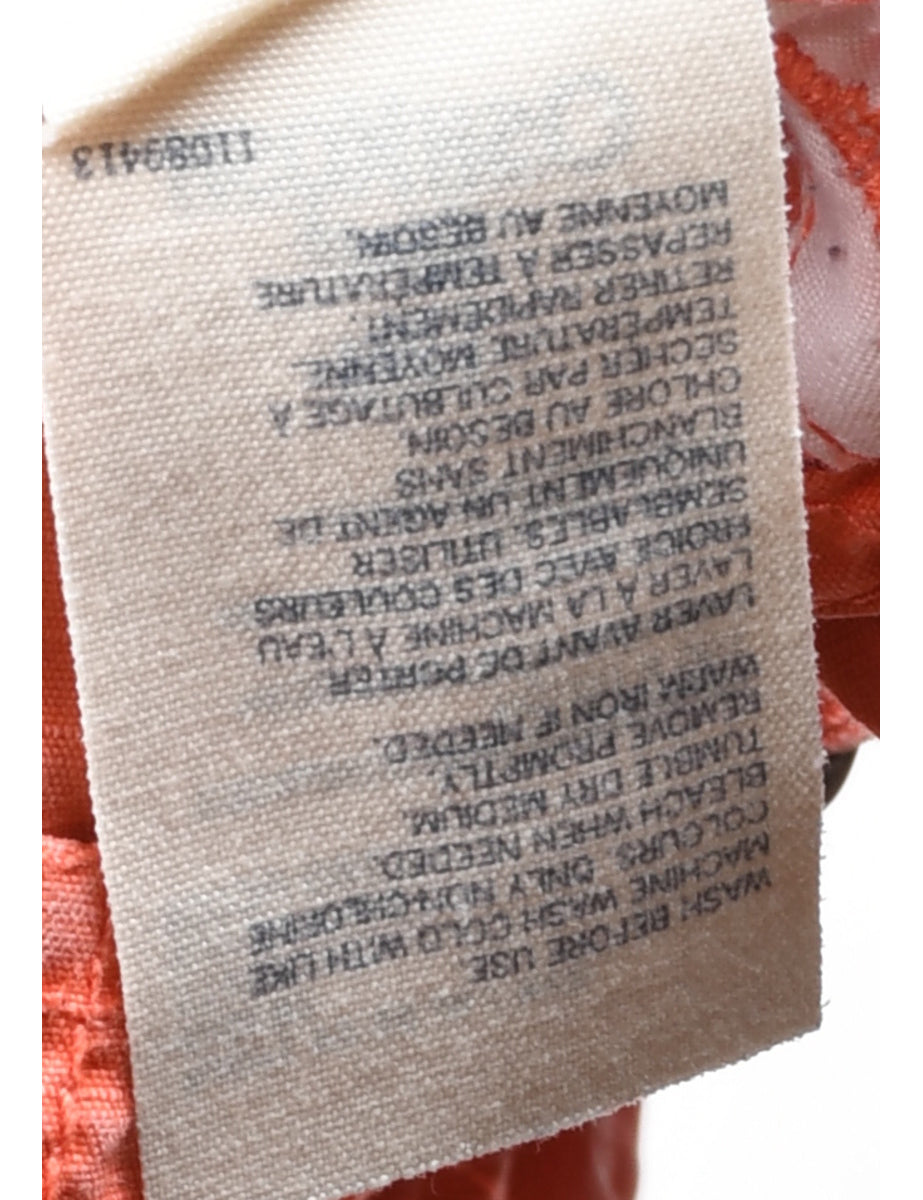 WASH BEFORE USE
MACHINE WASH COLD WITH LIKE
COLOURS. ONLY NON-CHLORINE
BLEACH WHEN NEEDED.
TUMBLE DRY MEDIUM.
REMOVE PROMPTLY.
WARM IRON IF NEEDED.
LAVER AVANT DE PORTER
LAVER À LA MACHINE À L'EAU
FROIDE AVEC DES COULEURS
SEMBLABLES. UTILISER
UNIQUEMENT UN AGENT DE
BLANCHIMENT SANS
CHLORE AU BESOIN.
SECHER PAR CULBUTAGE À
TEMPÉRATURE MOYENNE.
RETIRER RAPIDEMENT.
REPASSER À TEMPÉRATURE
MOYENNE AU BESOIN.
11089413